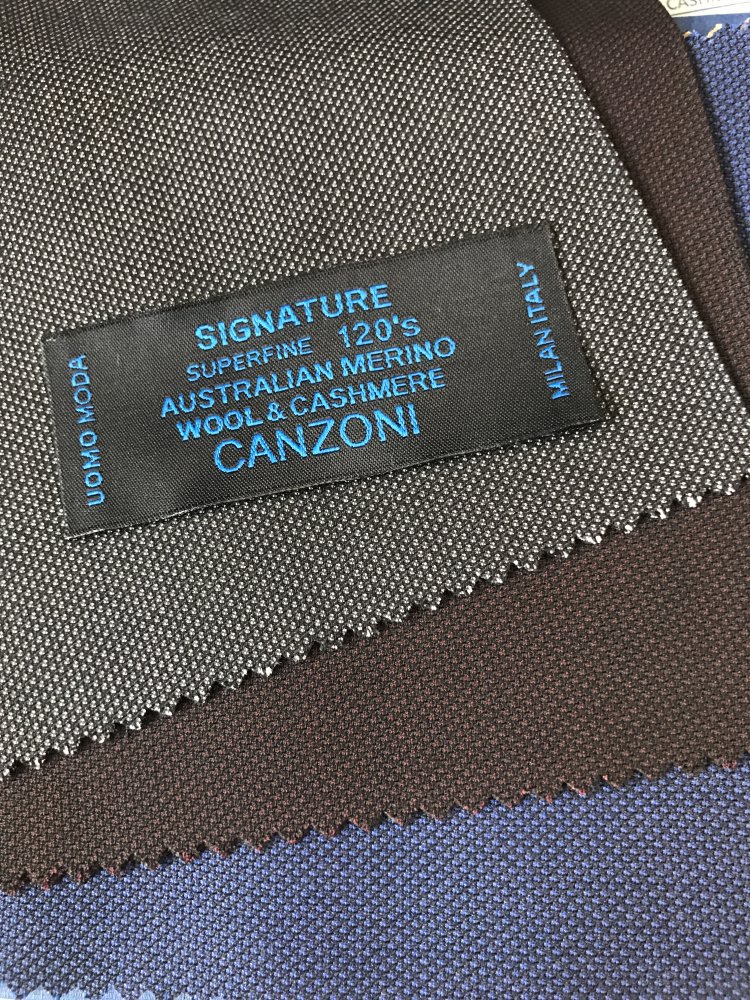 UOMO MODA
SIGNATURE
SUPERFINE 120's
AUSTRALIAN MERINO
WOOL & CASHMERE
CANZONI
MILAN ITALY